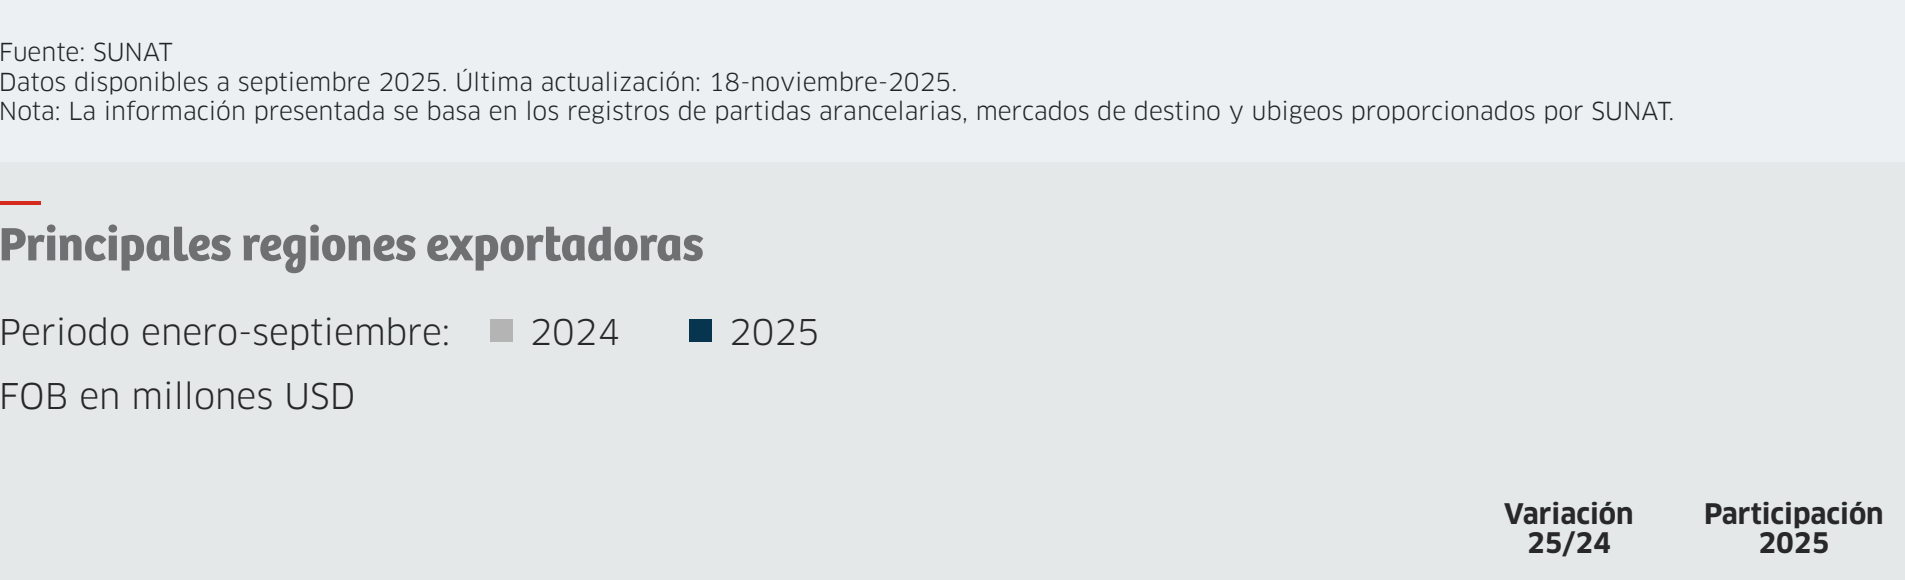 Fuente: SUNAT
Datos disponibles a septiembre 2025. Última actualización: 18-noviembre-2025.
Nota: La información presentada se basa en los registros de partidas arancelarias, mercados de destino y ubigeos proporcionados por SUNAT.
Principales regiones exportadoras
Periodo enero-septiembre: 2024 2025
FOB en millones USD
Variación Participación
25/24 2025